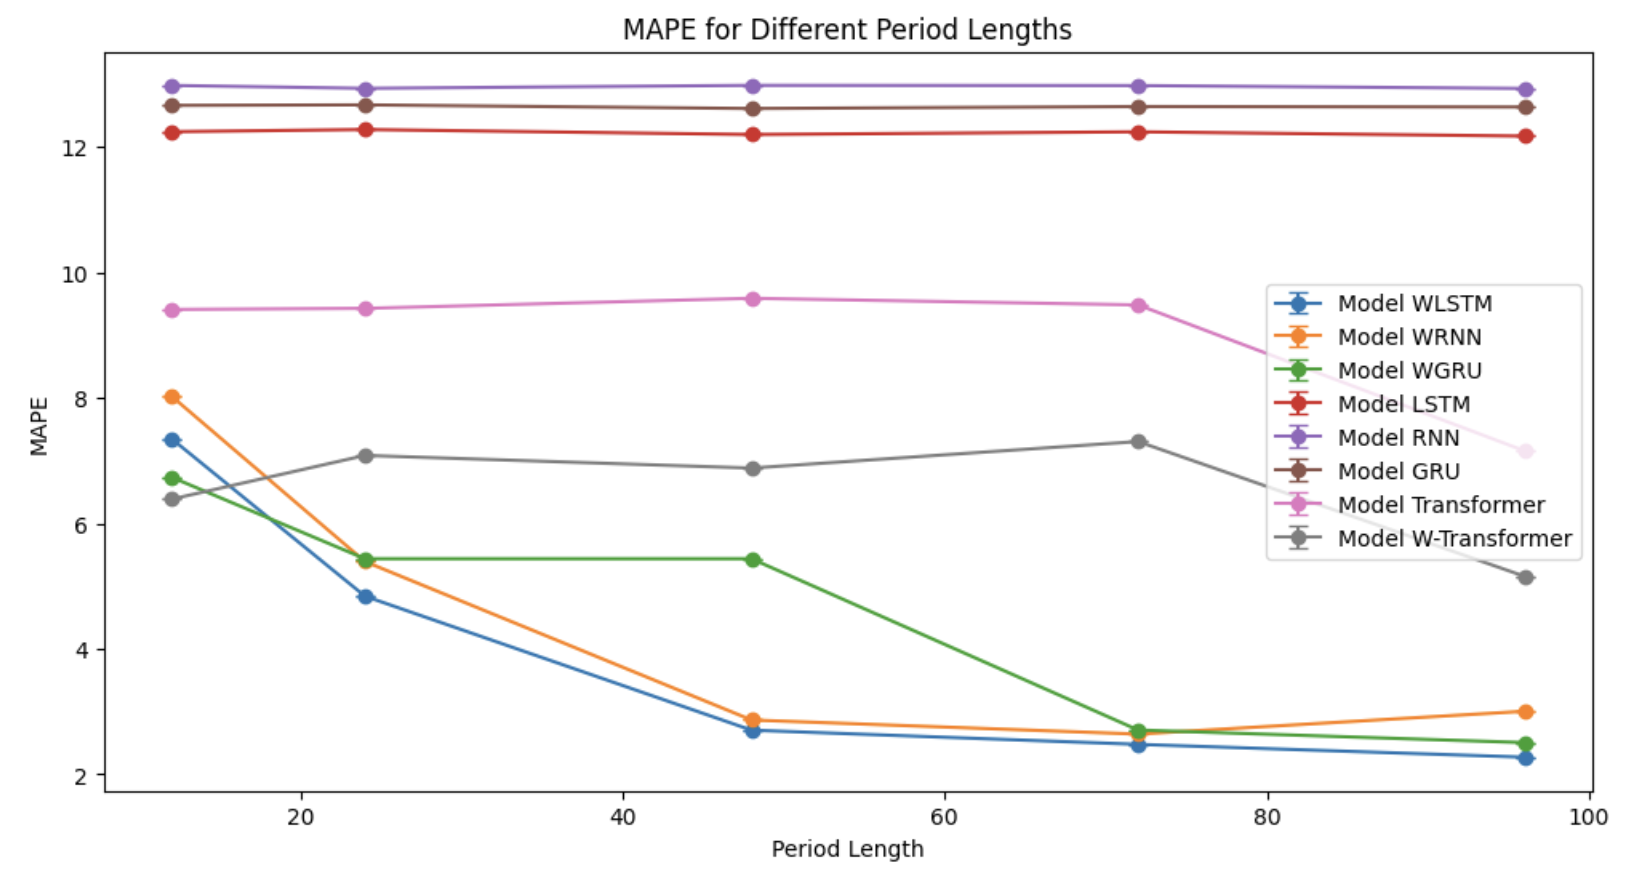 MAPE for Different Period Lengths
MAPE
12
10
8
6
4
2
Model WLSTM
Model WRNN
Model WGRU
Model LSTM
Model RNN
Model GRU
Model Transformer
Model W-Transformer
20 40 60 80 100
Period Length